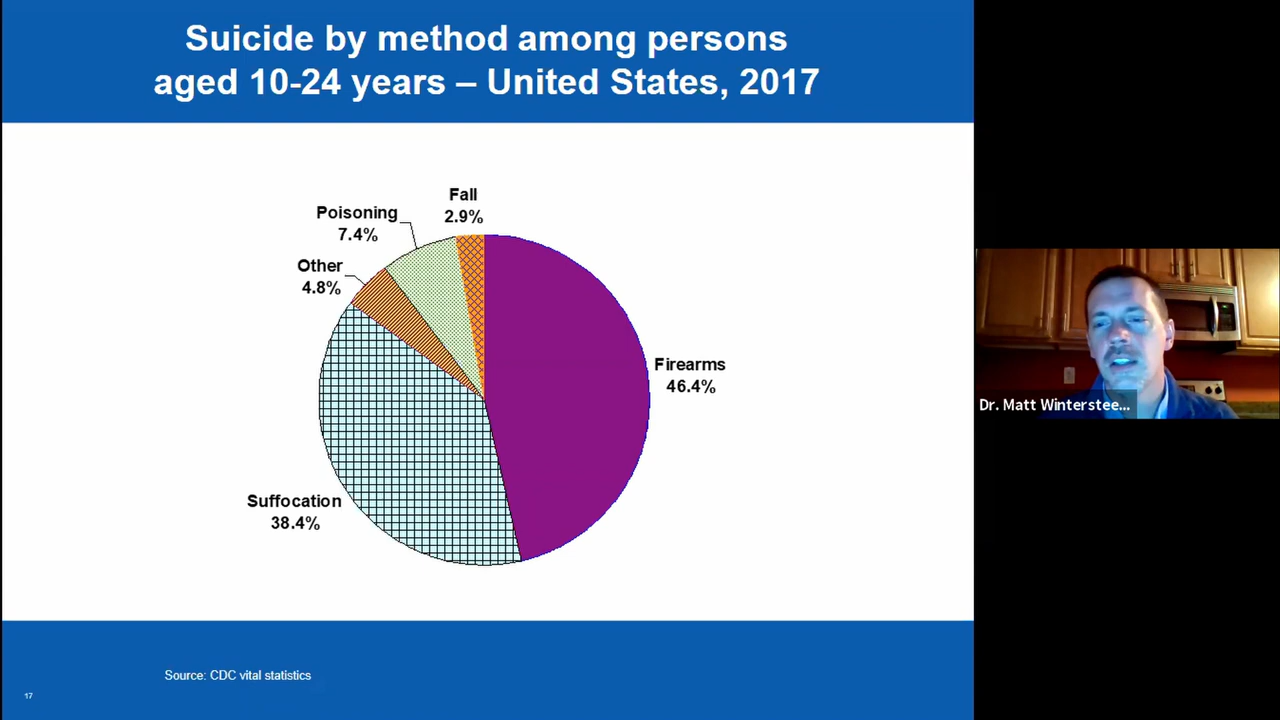 Suicide by method among persons
aged 10-24 years – United States, 2017
Fall
2.9%
Poisoning
7.4%
Other
4.8%
Firearms
46.4%
Suffocation
38.4%
Dr. Matt Winterstee...
Source: CDC vital statistics
17